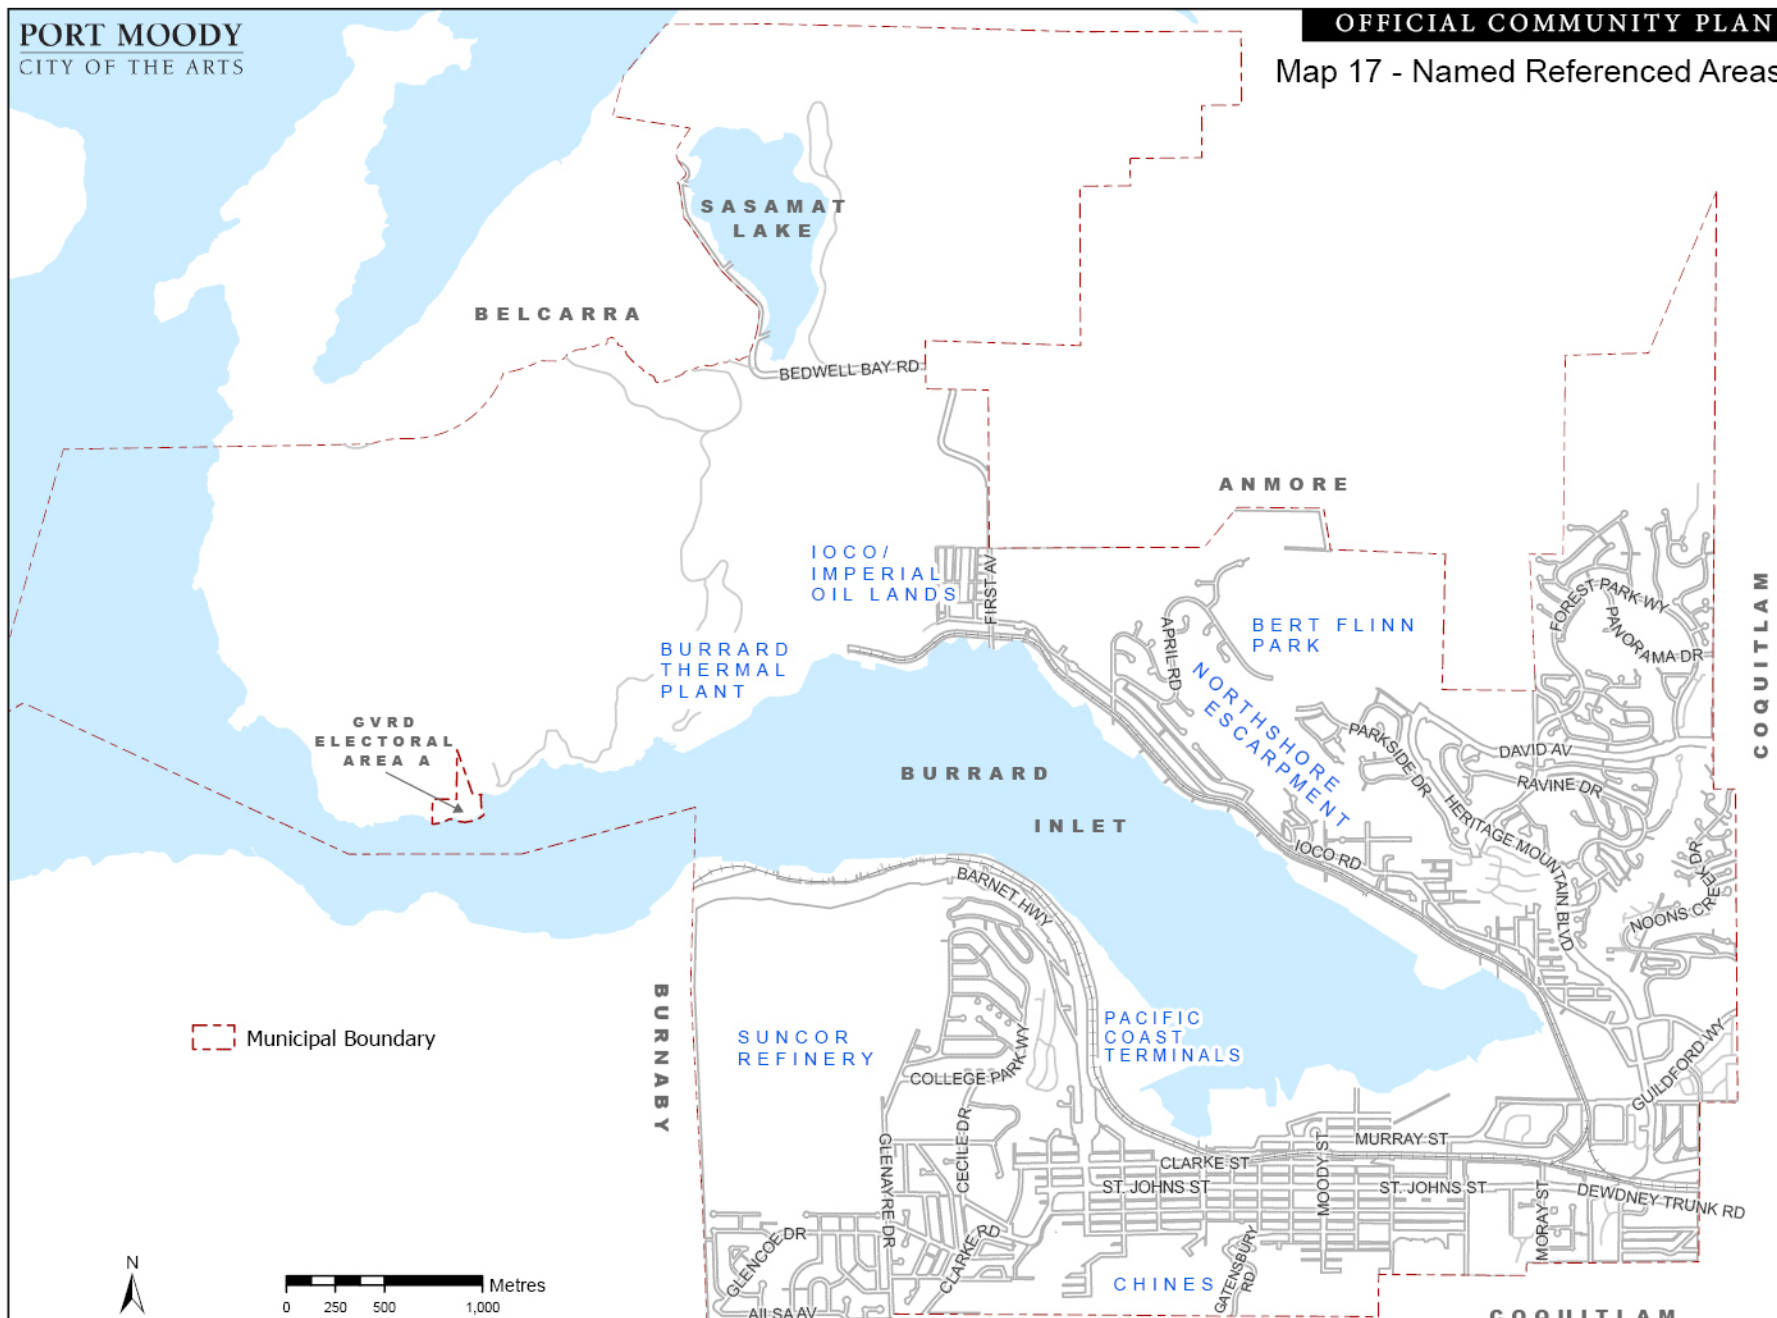 PORT MOODY
CITY OF THE ARTS
OFFICIAL COMMUNITY PLAN
Map 17 - Named Referenced Areas
SASAMAT
LAKE
BELCARRA
BEDWELL BAY RD
ANMORE
IOCO/
IMPERIAL
OIL LANDS
FIRST AV
BURRARD
THERMAL
PLANT
APRIL RD
BERT FLINN
PARK
NORTHSHORE
ESCARPMENT
FOREST PARK WY
PANORAMA DR
COQUITLAM
GVRD
ELECTORAL
AREA A
PARKSIDE DR
DAVID AV
RAVINE DR
HERITAGE MOUNTAIN BLVD
BURRARD
INLET
IOCO RD
NOONS CREEK DR
BARNET HWY
BURNABY
Municipal Boundary
SUNCOR
REFINERY
COLLEGE PARK WY
PACIFIC
COAST
TERMINALS
GUILDFORD WY
GLENAYRE DR
CECILE DR
MURRAY ST
CLARKE ST
MOODY ST
ST. JOHNS ST
ST. JOHNS ST
MORAY ST
DEWDNEY TRUNK RD
GLENCOE DR
CLARKE RD
GATENSBURY
RD
CHINES
AILSA AV
COQUITLAM
N
Metres
0 250 500 1,000